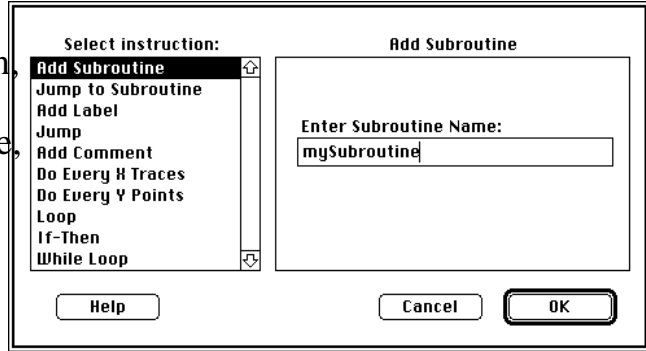 Select instruction:
Add Subroutine
Jump to Subroutine
Add Label
Jump
Add Comment
Do Every X Traces
Do Every Y Points
Loop
If-Then
While Loop
Add Subroutine
Enter Subroutine Name:
mySubroutine
Help
Cancel
OK